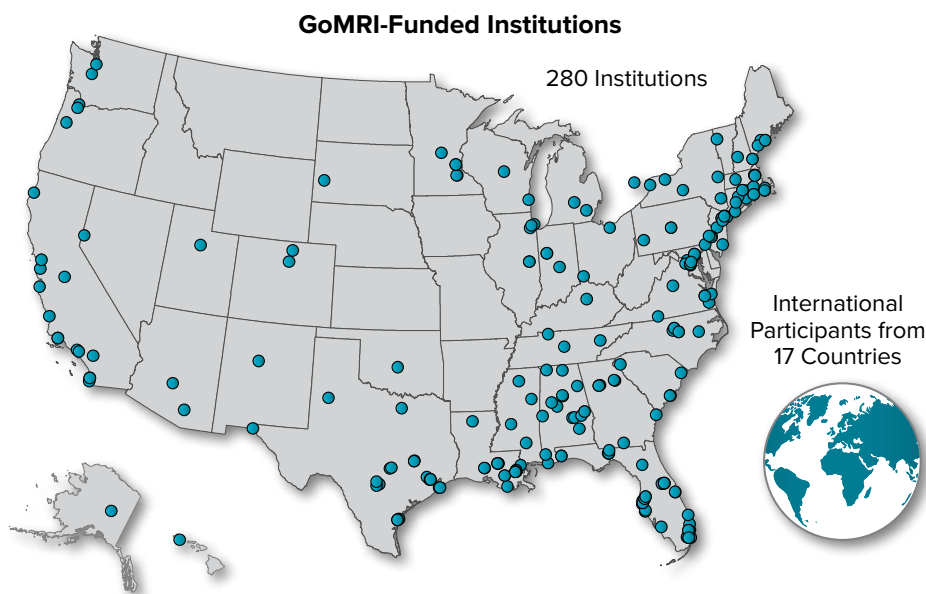 GoMRI-Funded Institutions
280 Institutions
International
Participants from
17 Countries